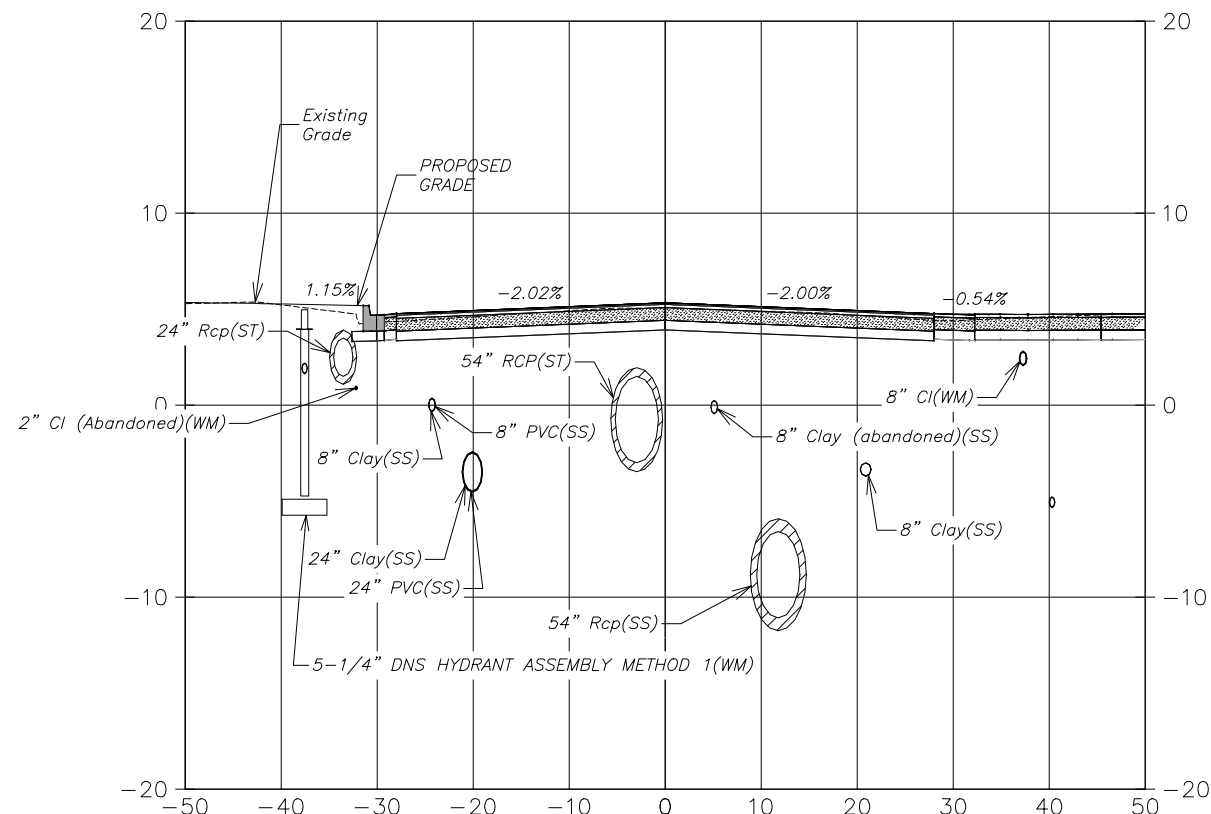 20
20
Existing
Grade
PROPOSED
GRADE
10
10
1.15%
-2.02%
-2.00%
-0.54%
24" Rcp(ST)
54" RCP(ST)
8" CI(WM)
0
0
2" CI (Abandoned)(WM)
8" PVC(SS)
8" Clay (abandoned)(SS)
8" Clay(SS)
8" Clay(SS)
24" Clay(SS)
24" PVC(SS)
-10
-10
54" Rcp(SS)
5-1/4" DNS HYDRANT ASSEMBLY METHOD 1(WM)
-20
-20
-50 -40 -30 -20 -10 0 10 20 30 40 50